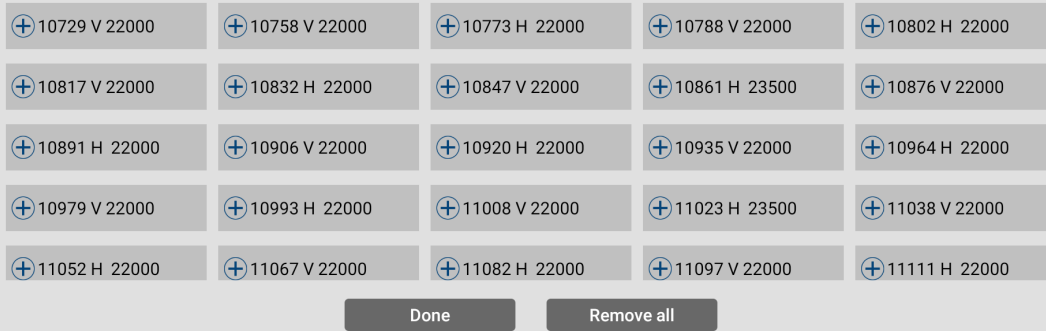 10729 V 22000 10758 V 22000 10773 H 22000 10788 V 22000 10802 H 22000
10817 V 22000 10832 H 22000 10847 V 22000 10861 H 23500 10876 V 22000
10891 H 22000 10906 V 22000 10920 H 22000 10935 V 22000 10964 H 22000
10979 V 22000 10993 H 22000 11008 V 22000 11023 H 23500 11038 V 22000
11052 H 22000 11067 V 22000 11082 H 22000 11097 V 22000 11111 H 22000
Done Remove all